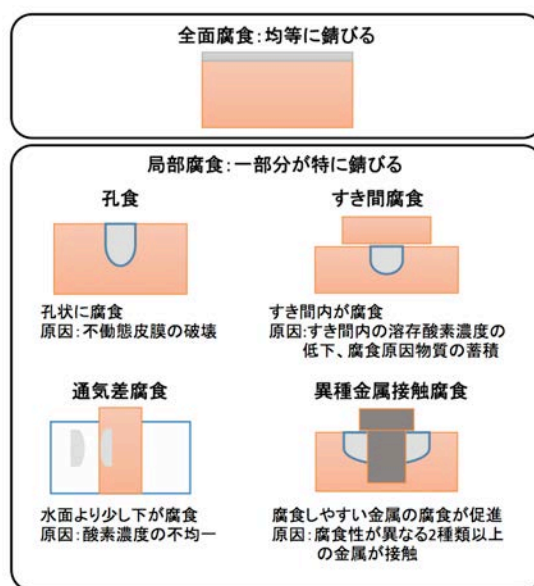 全面腐食:均等に錆びる
局部腐食:一部分が特に錆びる
孔食
孔状に腐食
原因:不働態皮膜の破壊
すき間腐食
すき間内が腐食
原因:すき間内の溶存酸素濃度の
低下、腐食原因物質の蓄積
通気差腐食
水面より少し下が腐食
原因:酸素濃度の不均一
異種金属接触腐食
腐食しやすい金属の腐食が促進
原因:腐食性が異なる2種類以上
の金属が接触